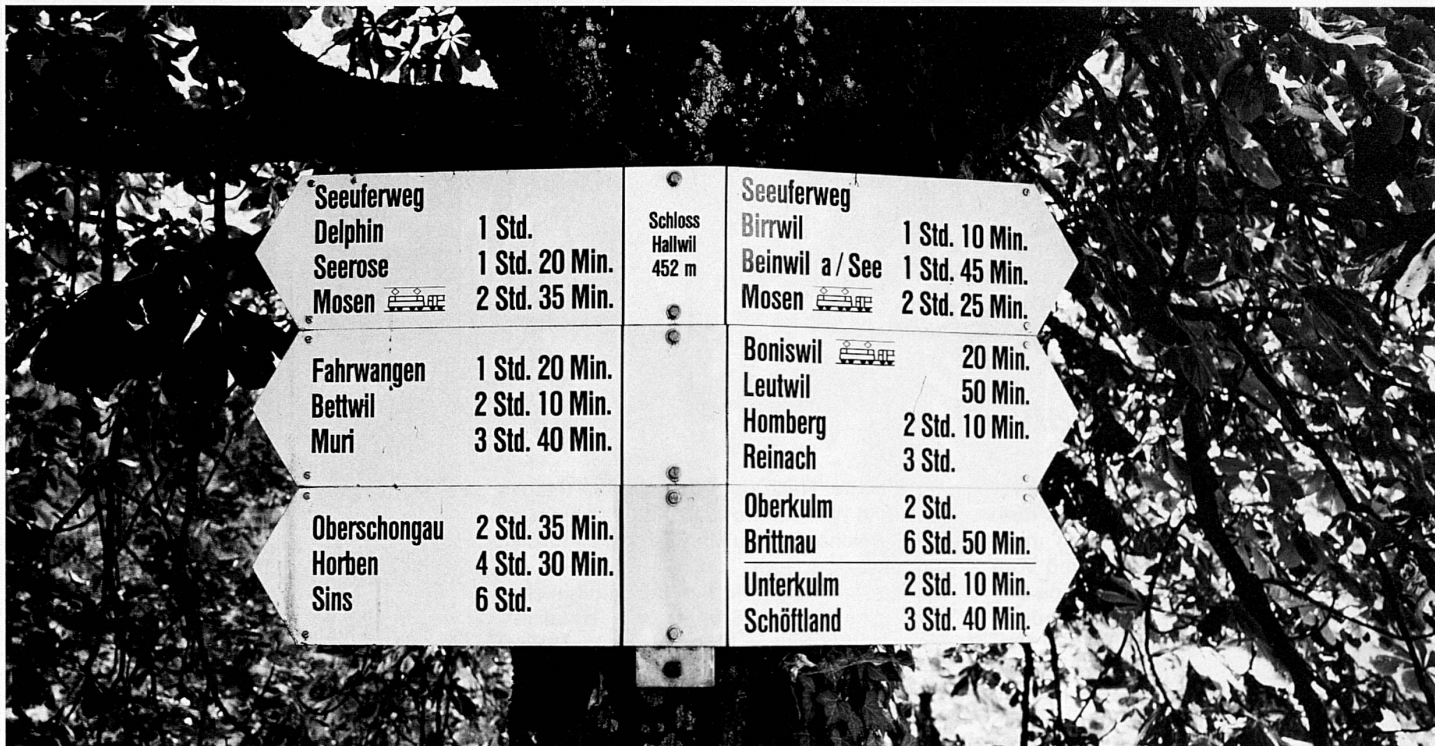 Seeuferweg
Delphin 1 Std.
Seerose 1 Std. 20 Min.
Mosen 2 Std. 35 Min.
Fahrwangen 1 Std. 20 Min.
Bettwil 2 Std. 10 Min.
Muri 3 Std. 40 Min.
Oberschongau 2 Std. 35 Min.
Horben 4 Std. 30 Min.
Sins 6 Std.
Schloss
Hallwil
452 m
Seeuferweg
Birrwil 1 Std. 10 Min.
Beinwil a/See 1 Std. 45 Min.
Mosen 2 Std. 25 Min.
Boniswil 20 Min.
Leutwil 50 Min.
Homberg 2 Std. 10 Min.
Reinach 3 Std.
Oberkulm 2 Std.
Brittnau 6 Std. 50 Min.
Unterkulm 2 Std. 10 Min.
Schöftland 3 Std. 40 Min.